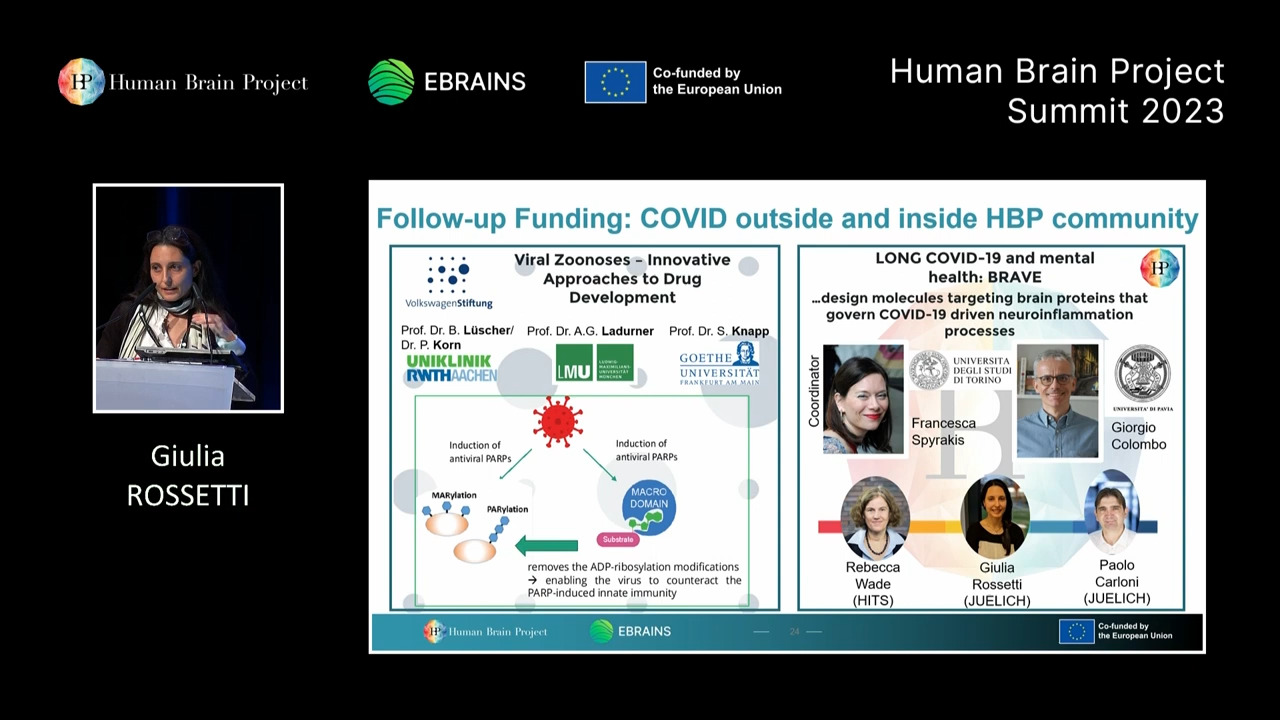 HP Human Brain Project
EBRAINS
Co-funded by
the European Union
Human Brain Project
Summit 2023
Giulia
ROSSETTI
Follow-up Funding: COVID outside and inside HBP community
VolkswagenStiftung
Viral Zoonoses – Innovative
Approaches to Drug
Development
Prof. Dr. B. Lüscher/
Dr. P. Korn
UNIKLINIK
RWTHAACHEN
Prof. Dr. A.G. Ladurner
LMU
LUDWIG-
MAXIMILIANS-
UNIVERSITÄT
MÜNCHEN
Prof. Dr. S. Knapp
GOETHE
UNIVERSITÄT
FRANKFURT AM MAIN
Induction of
antiviral PARPs
Induction of
antiviral PARPs
MARylation
PARylation
MACRO
DOMAIN
Substrate
removes the ADP-ribosylation modifications
→ enabling the virus to counteract the
PARP-induced innate immunity
LONG COVID-19 and mental
health: BRAVE
HP
…design molecules targeting brain proteins that
govern COVID-19 driven neuroinflammation
processes
Coordinator
UNIVERSITÀ
DEGLI STUDI
DI TORINO
Francesca
Spyrakis
UNIVERSITA' DI PAVIA
Giorgio
Colombo
Rebecca
Wade
(HITS)
Giulia
Rossetti
(JUELICH)
Paolo
Carloni
(JUELICH)
HP Human Brain Project
EBRAINS
24
Co-funded by
the European Union